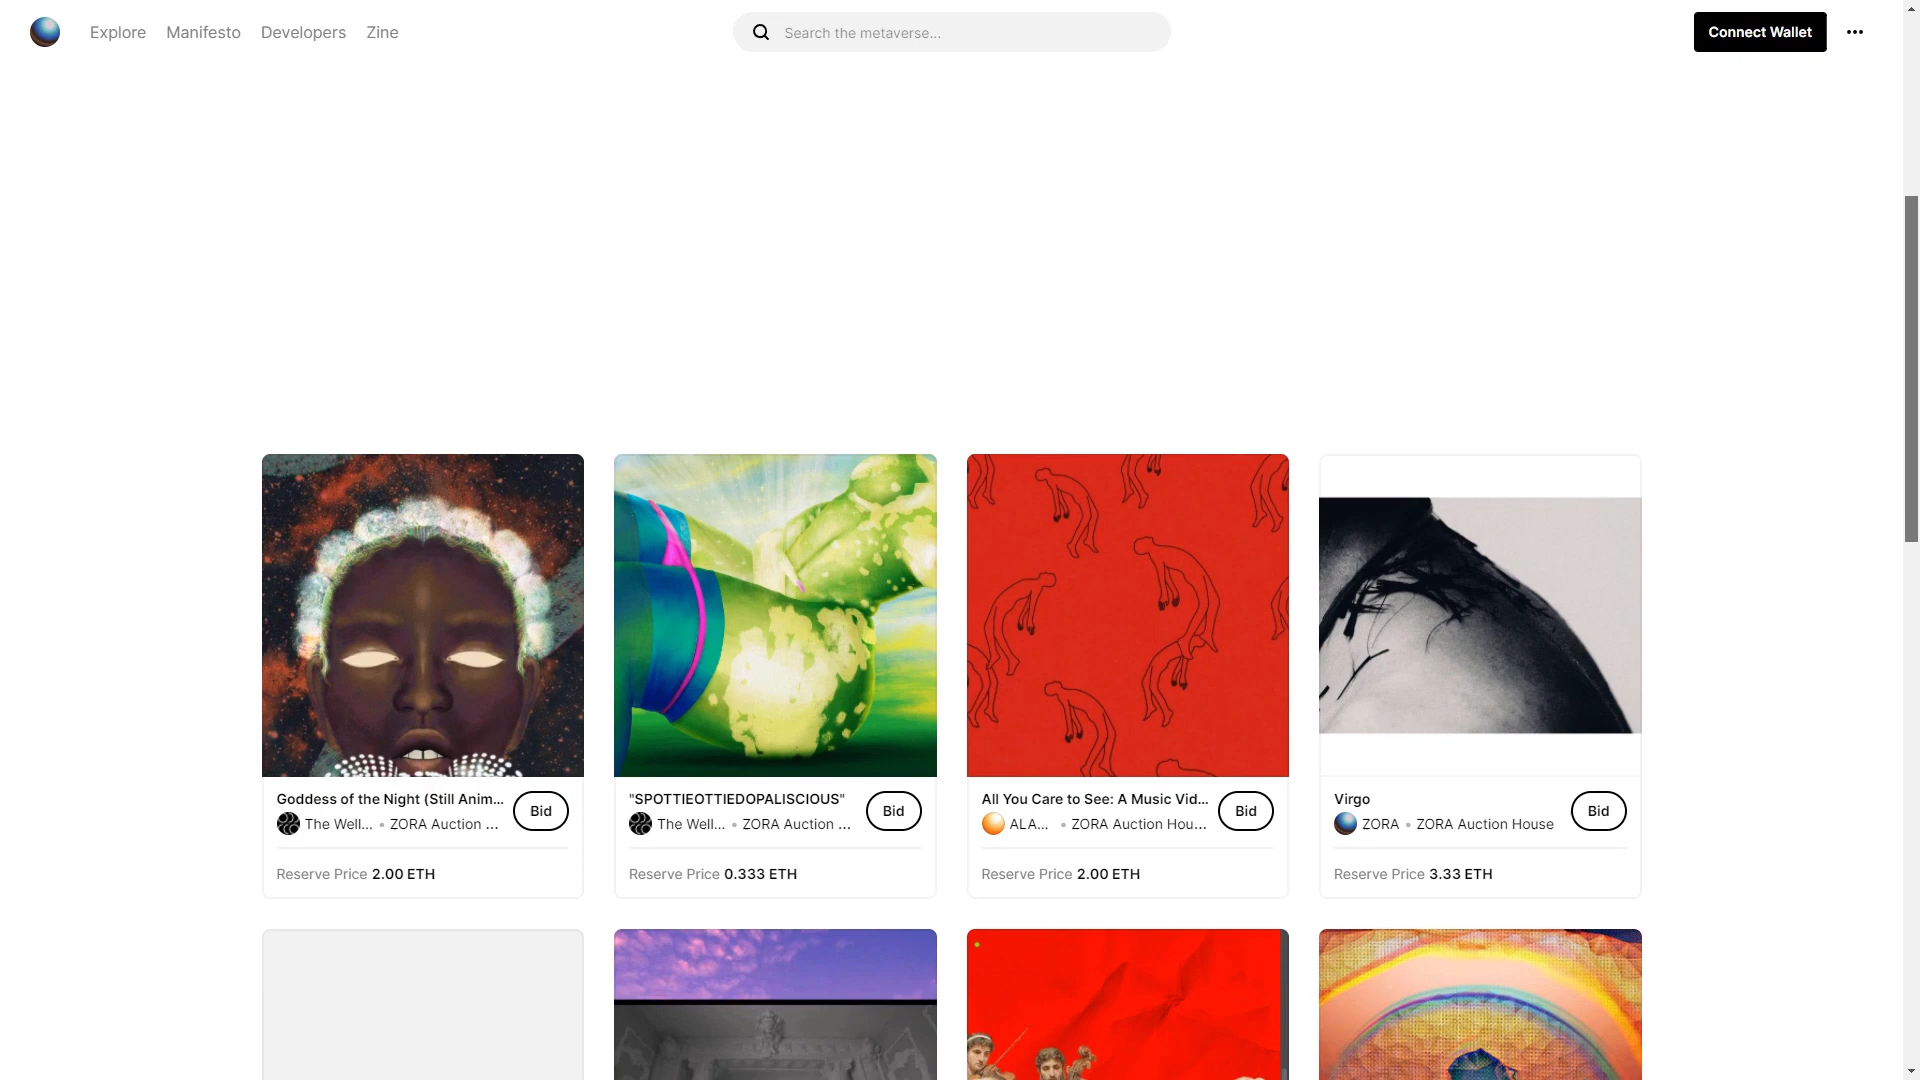 Explore
Manifesto
Developers
Zine
Search the metaverse...
Connect Wallet
Goddess of the Night (Still Anim...
The Well... • ZORA Auction ...
Bid
Reserve Price 2.00 ETH
"SPOTTIEOTTIEDOPALISCIOUS"
The Well... • ZORA Auction ...
Bid
Reserve Price 0.333 ETH
All You Care to See: A Music Vid...
ALA... • ZORA Auction Hou...
Bid
Reserve Price 2.00 ETH
Virgo
ZORA • ZORA Auction House
Bid
Reserve Price 3.33 ETH